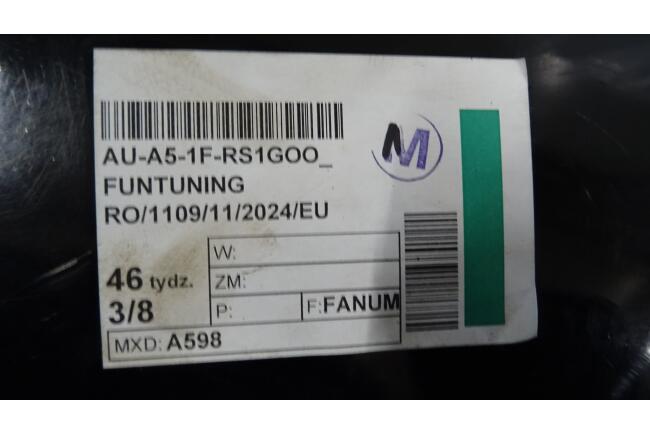 AU-A5-1F-RS1GOO_
FUNTUNING
RO/1109/11/2024/EU
M
46 tydz.
3/8
W:
ZM:
P:
F:FANUM
MXD: A598